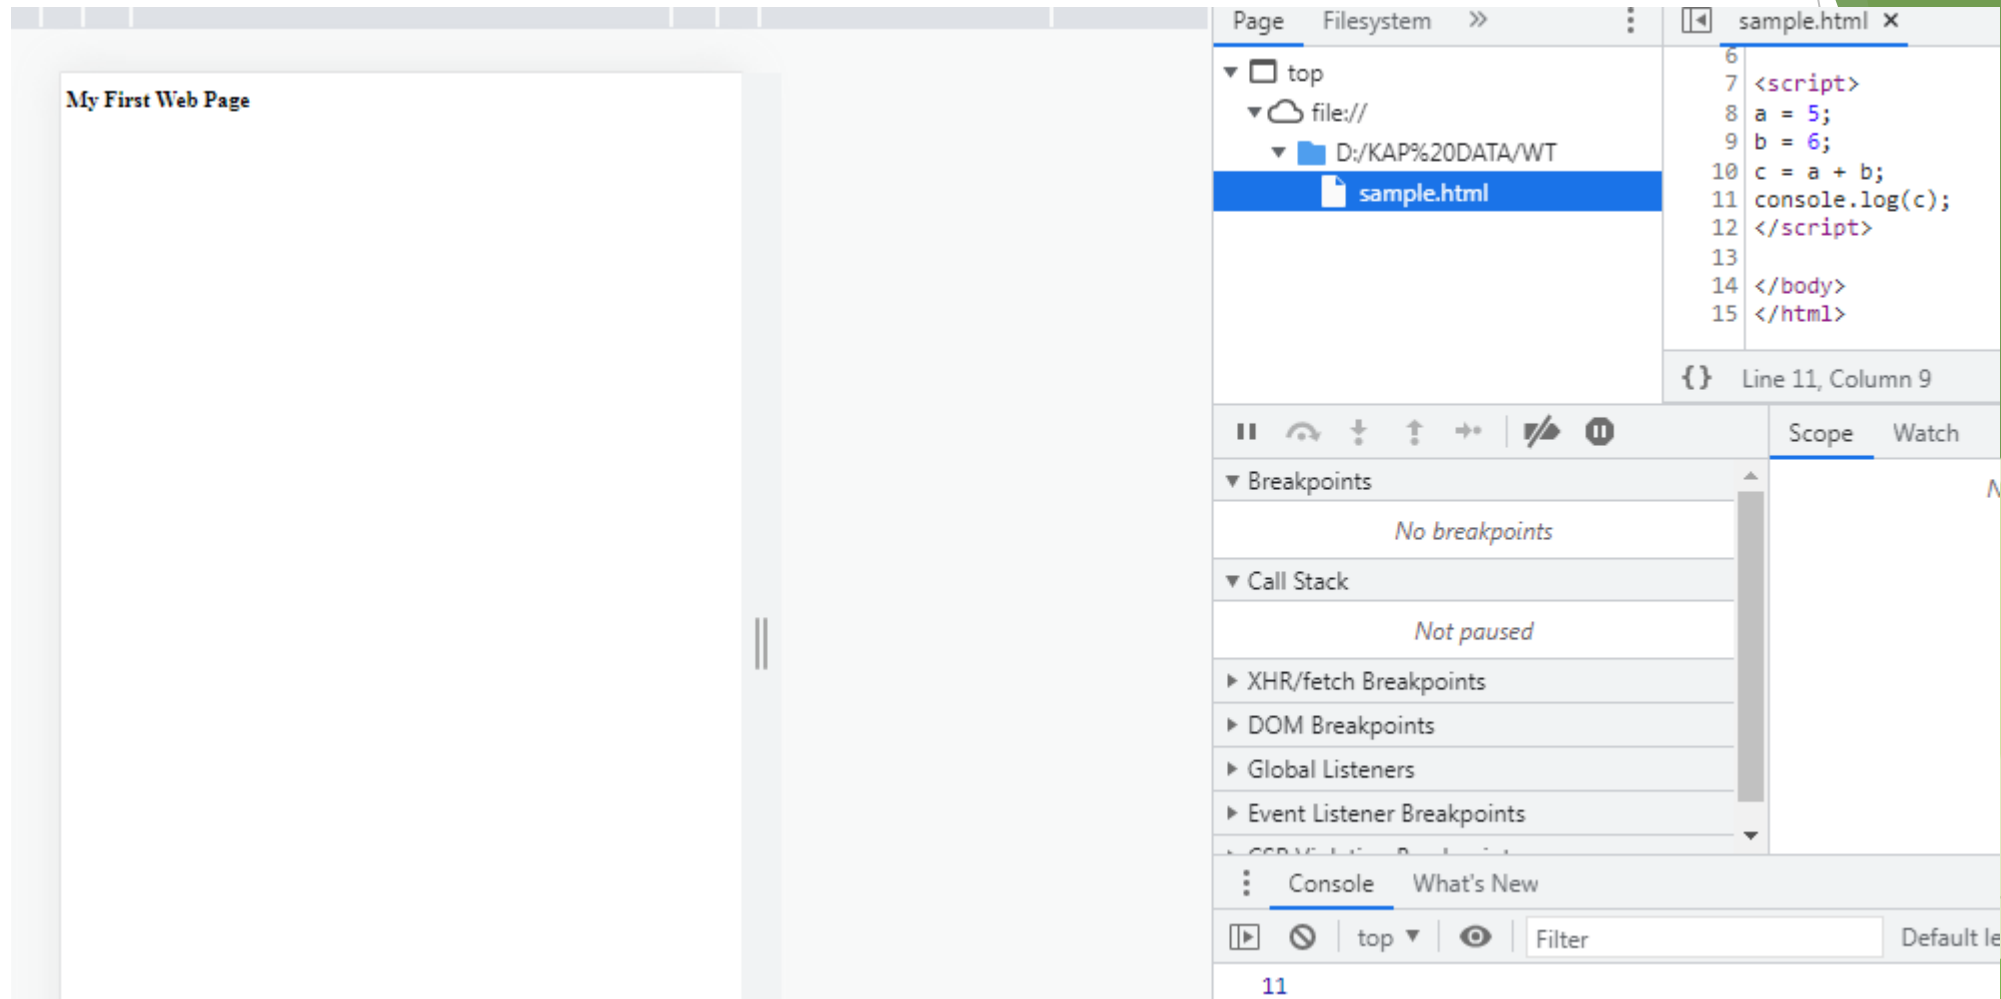 My First Web Page
Page Filesystem
top
file://
D:/KAP%20DATA/WT
sample.html
sample.html
6
7 <script>
8 a = 5;
9 b = 6;
10 c = a + b;
11 console.log(c);
12 </script>
13
14 </body>
15 </html>
{} Line 11, Column 9
Scope Watch
Breakpoints
No breakpoints
Call Stack
Not paused
XHR/fetch Breakpoints
DOM Breakpoints
Global Listeners
Event Listener Breakpoints
Console What's New
top
Filter
Default le
11